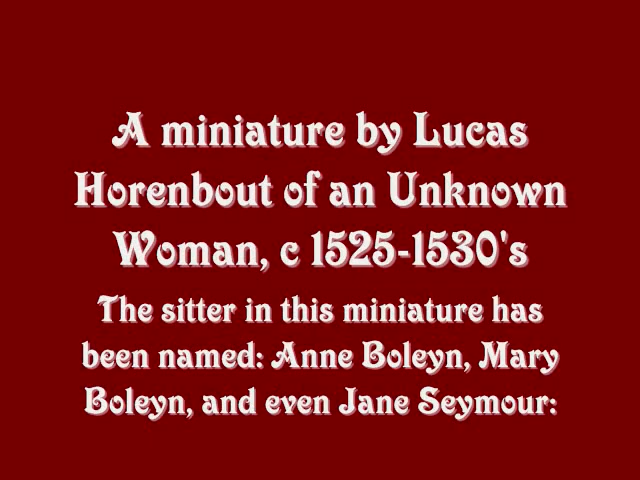 A miniature by Lucas
Horenbout of an Unknown
Woman, c 1525-1530's
The sitter in this miniature has
been named: Anne Boleyn, Mary
Boleyn, and even Jane Seymour: